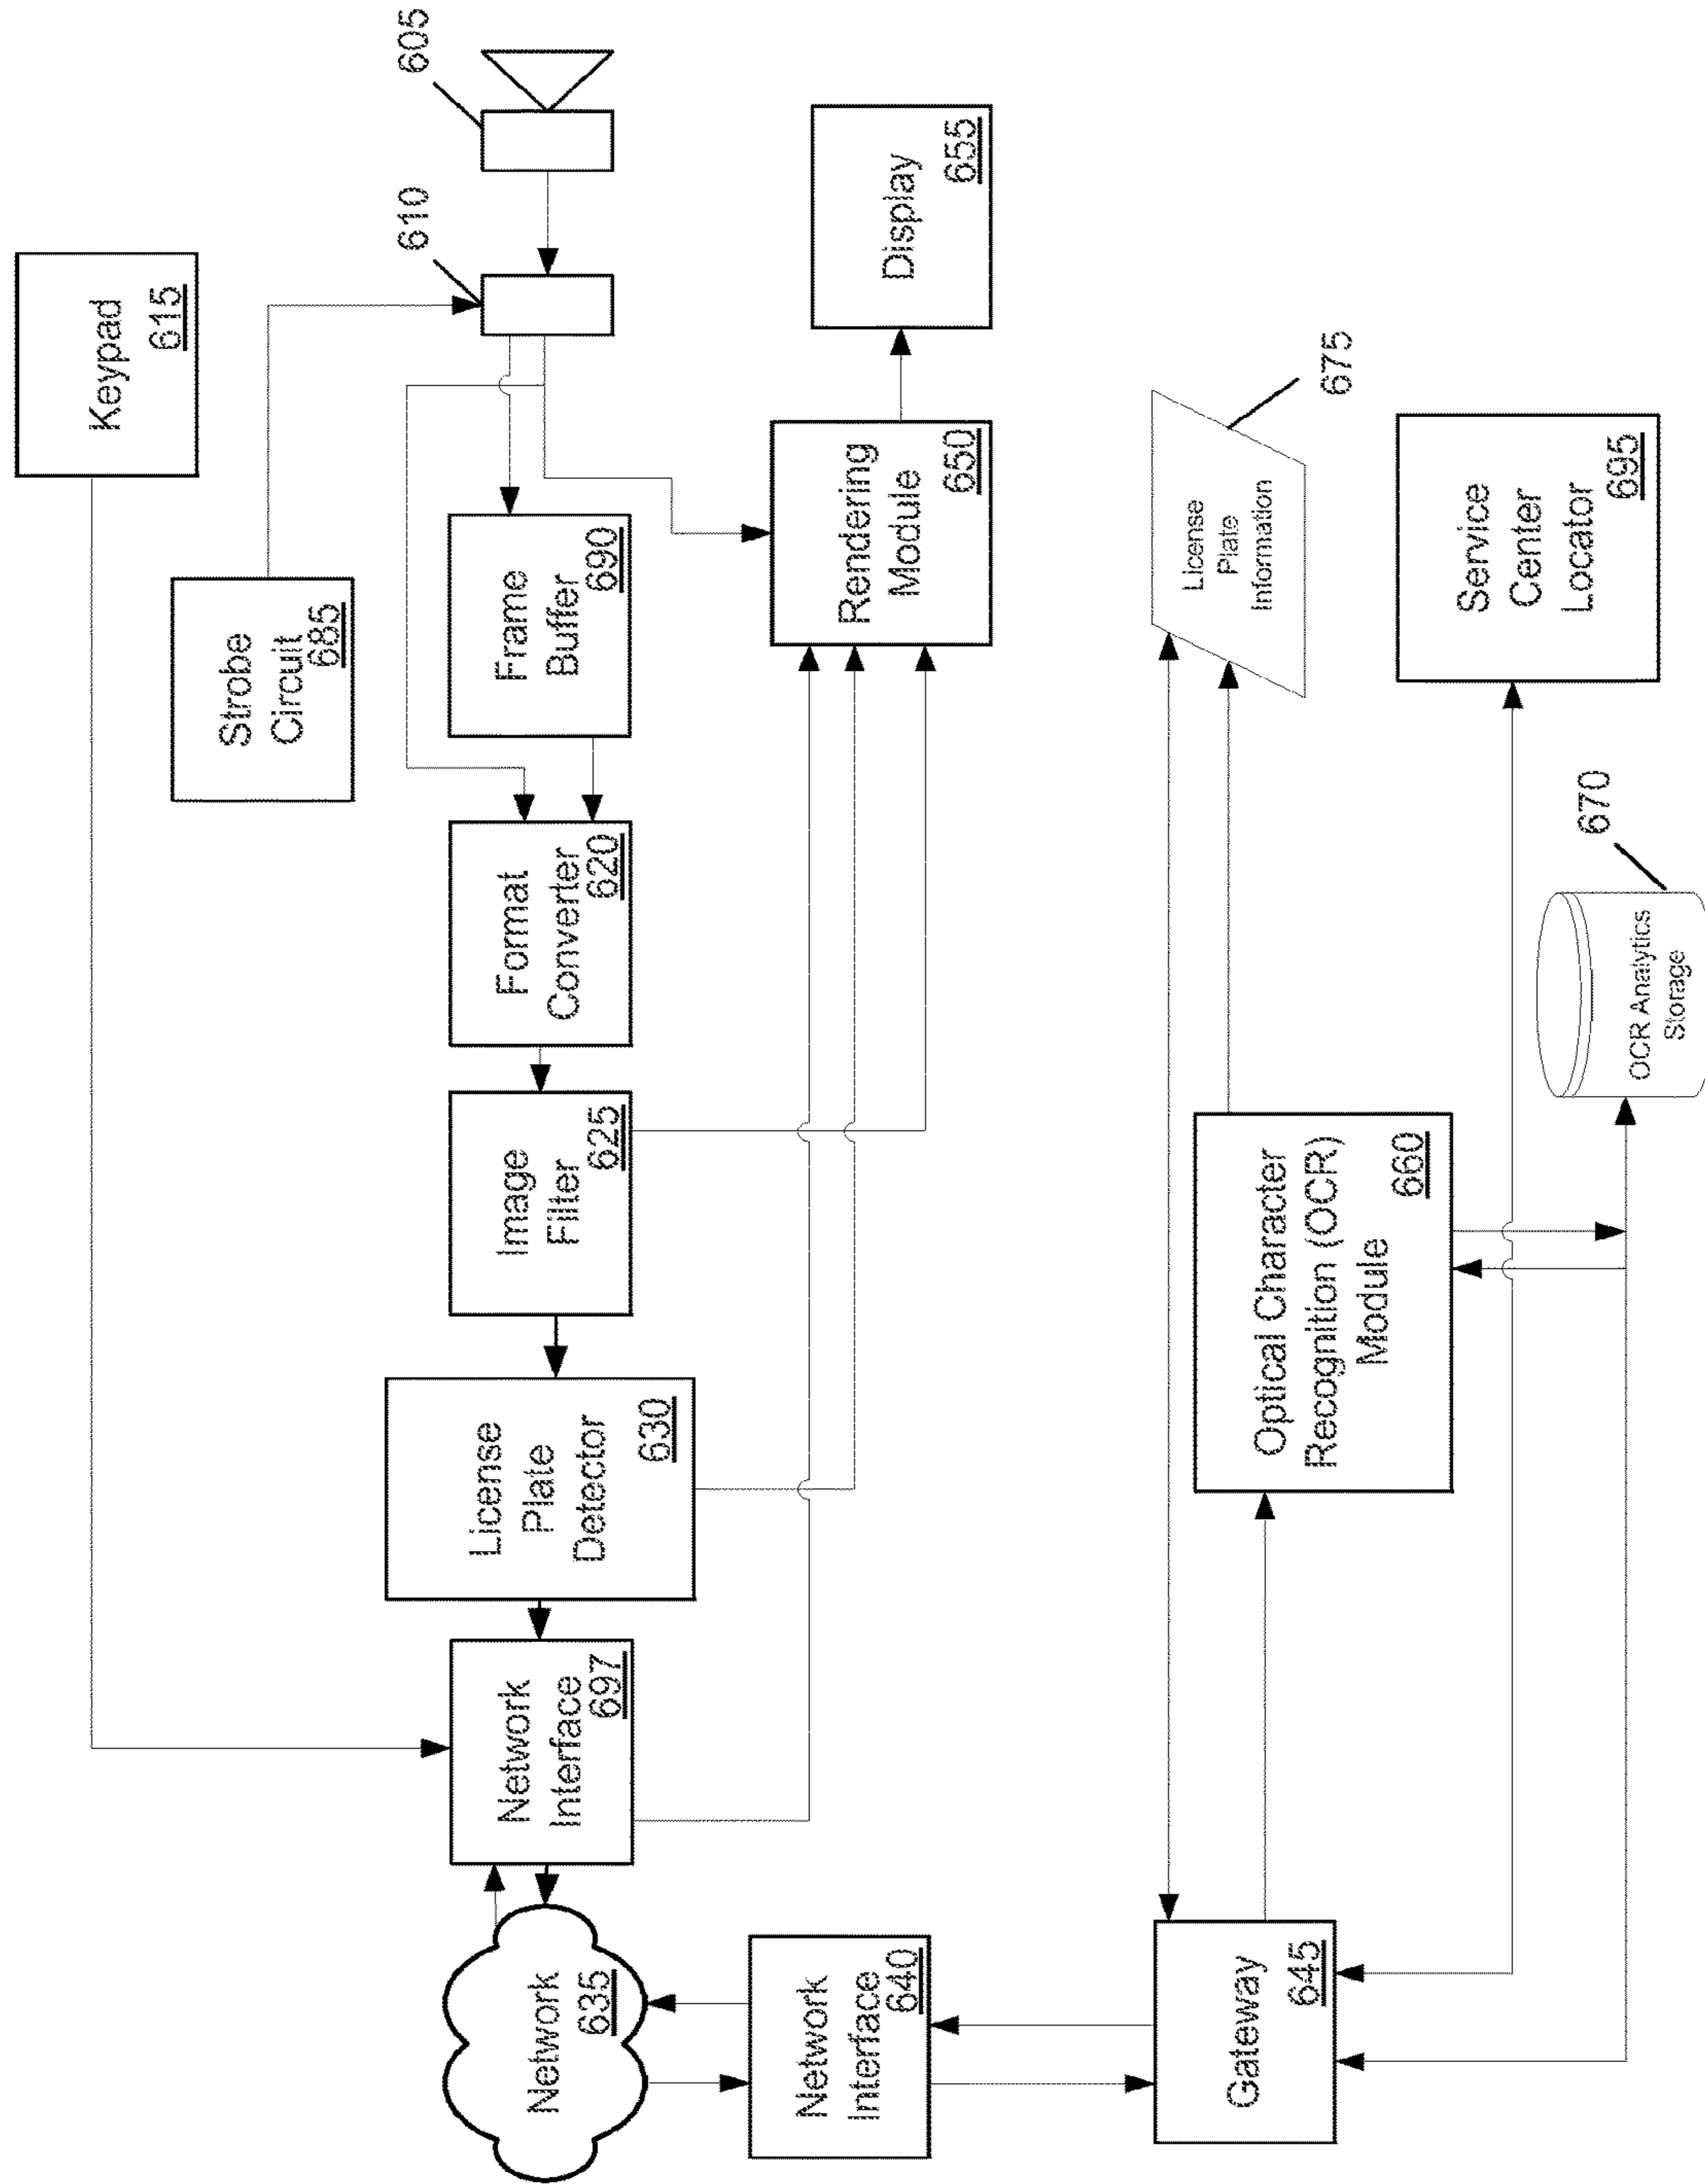 Keypad
615
Strobe
Circuit
685
605
610
Network
635
Network
Interface
697
License
Plate
Detector
630
Image
Filter
625
Format
Converter
620
Frame
Buffer
690
Network
Interface
640
Rendering
Module
650
Display
655
Gateway
645
Optical Character
Recognition (OCR)
Module
660
License
Plate
Information
675
Service
Center
Locator
695
OCR Analytics
Storage
670